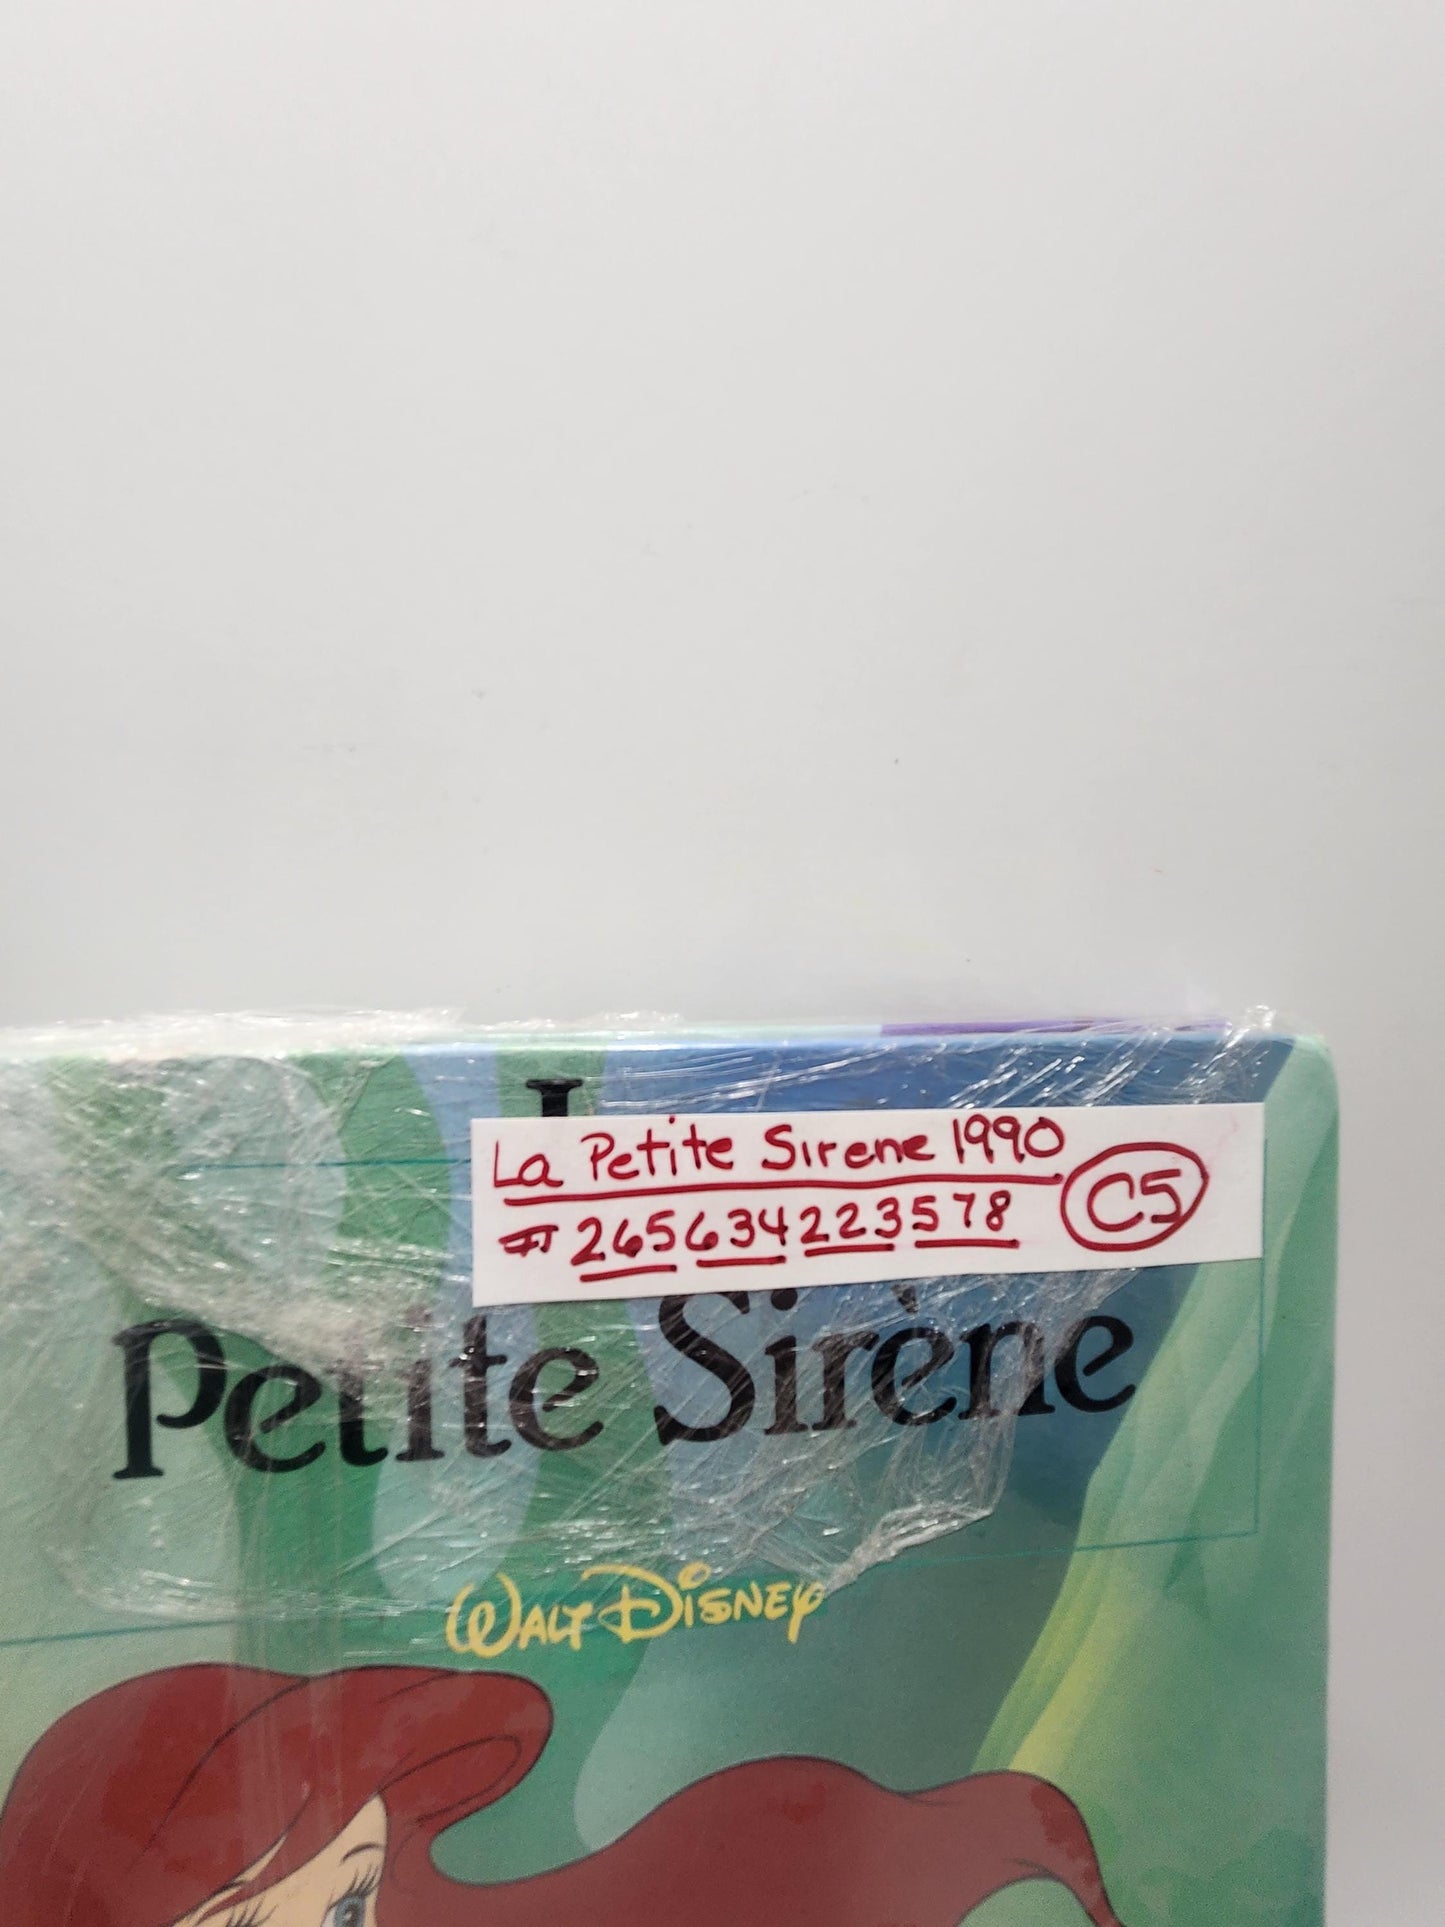 La Petite Sirene 1990
# 265634223578 C5
Petite Sirène
WALT DISNEY